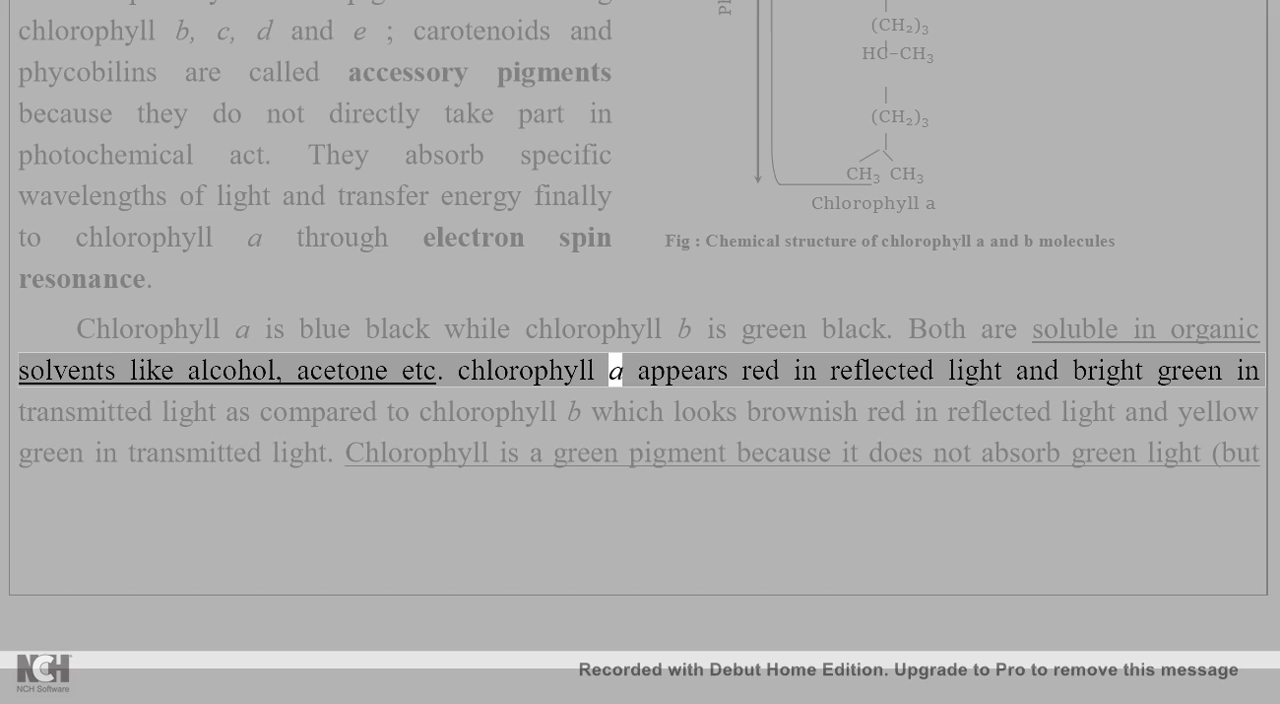 chlorophyll b, c, d and e ; carotenoids and
phycobilins are called accessory pigments
because they do not directly take part in
photochemical act. They absorb specific
wavelengths of light and transfer energy finally
to chlorophyll a through electron spin
resonance.
(CH₂)₃
HC–CH₃
(CH₂)₃
CH₃ CH₃
Chlorophyll a
Fig : Chemical structure of chlorophyll a and b molecules
Chlorophyll a is blue black while chlorophyll b is green black. Both are soluble in organic
solvents like alcohol, acetone etc. chlorophyll a appears red in reflected light and bright green in
transmitted light as compared to chlorophyll b which looks brownish red in reflected light and yellow
green in transmitted light. Chlorophyll is a green pigment because it does not absorb green light (but
NCH
NCH Software
Recorded with Debut Home Edition. Upgrade to Pro to remove this message